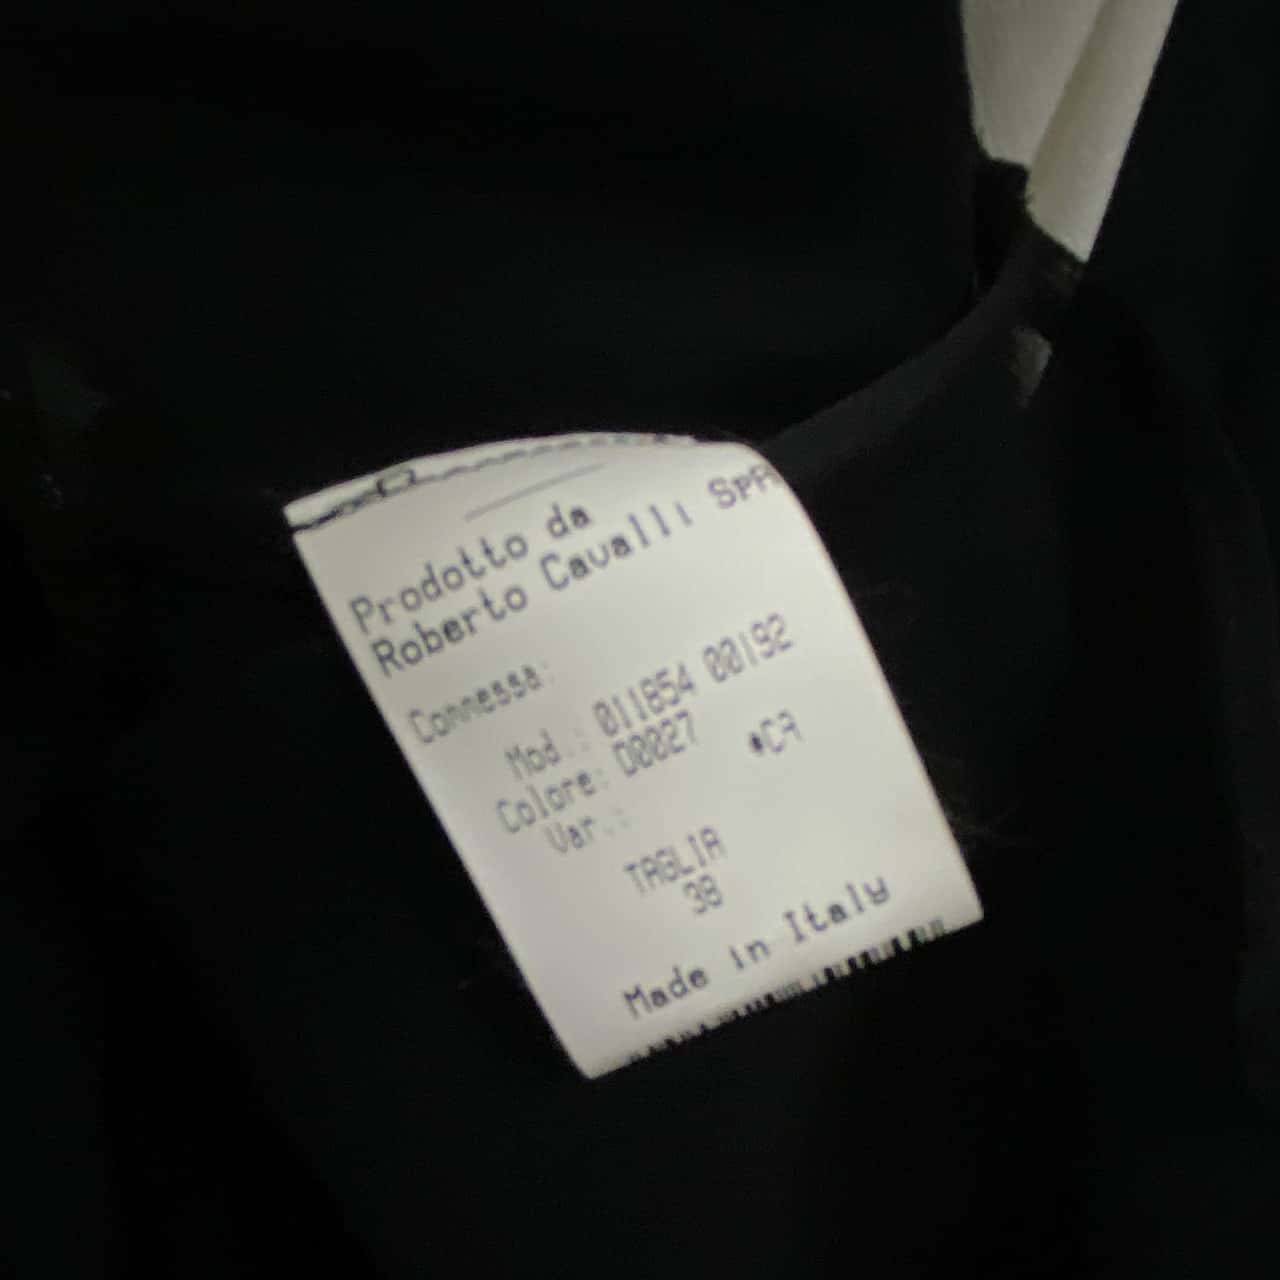 Prodotto da
Roberto Cavalli SpA
Commessa:
Mod.: 011854 00192
Colore: D0027 *CA
Var.:
TAGLIA
38
Made in Italy